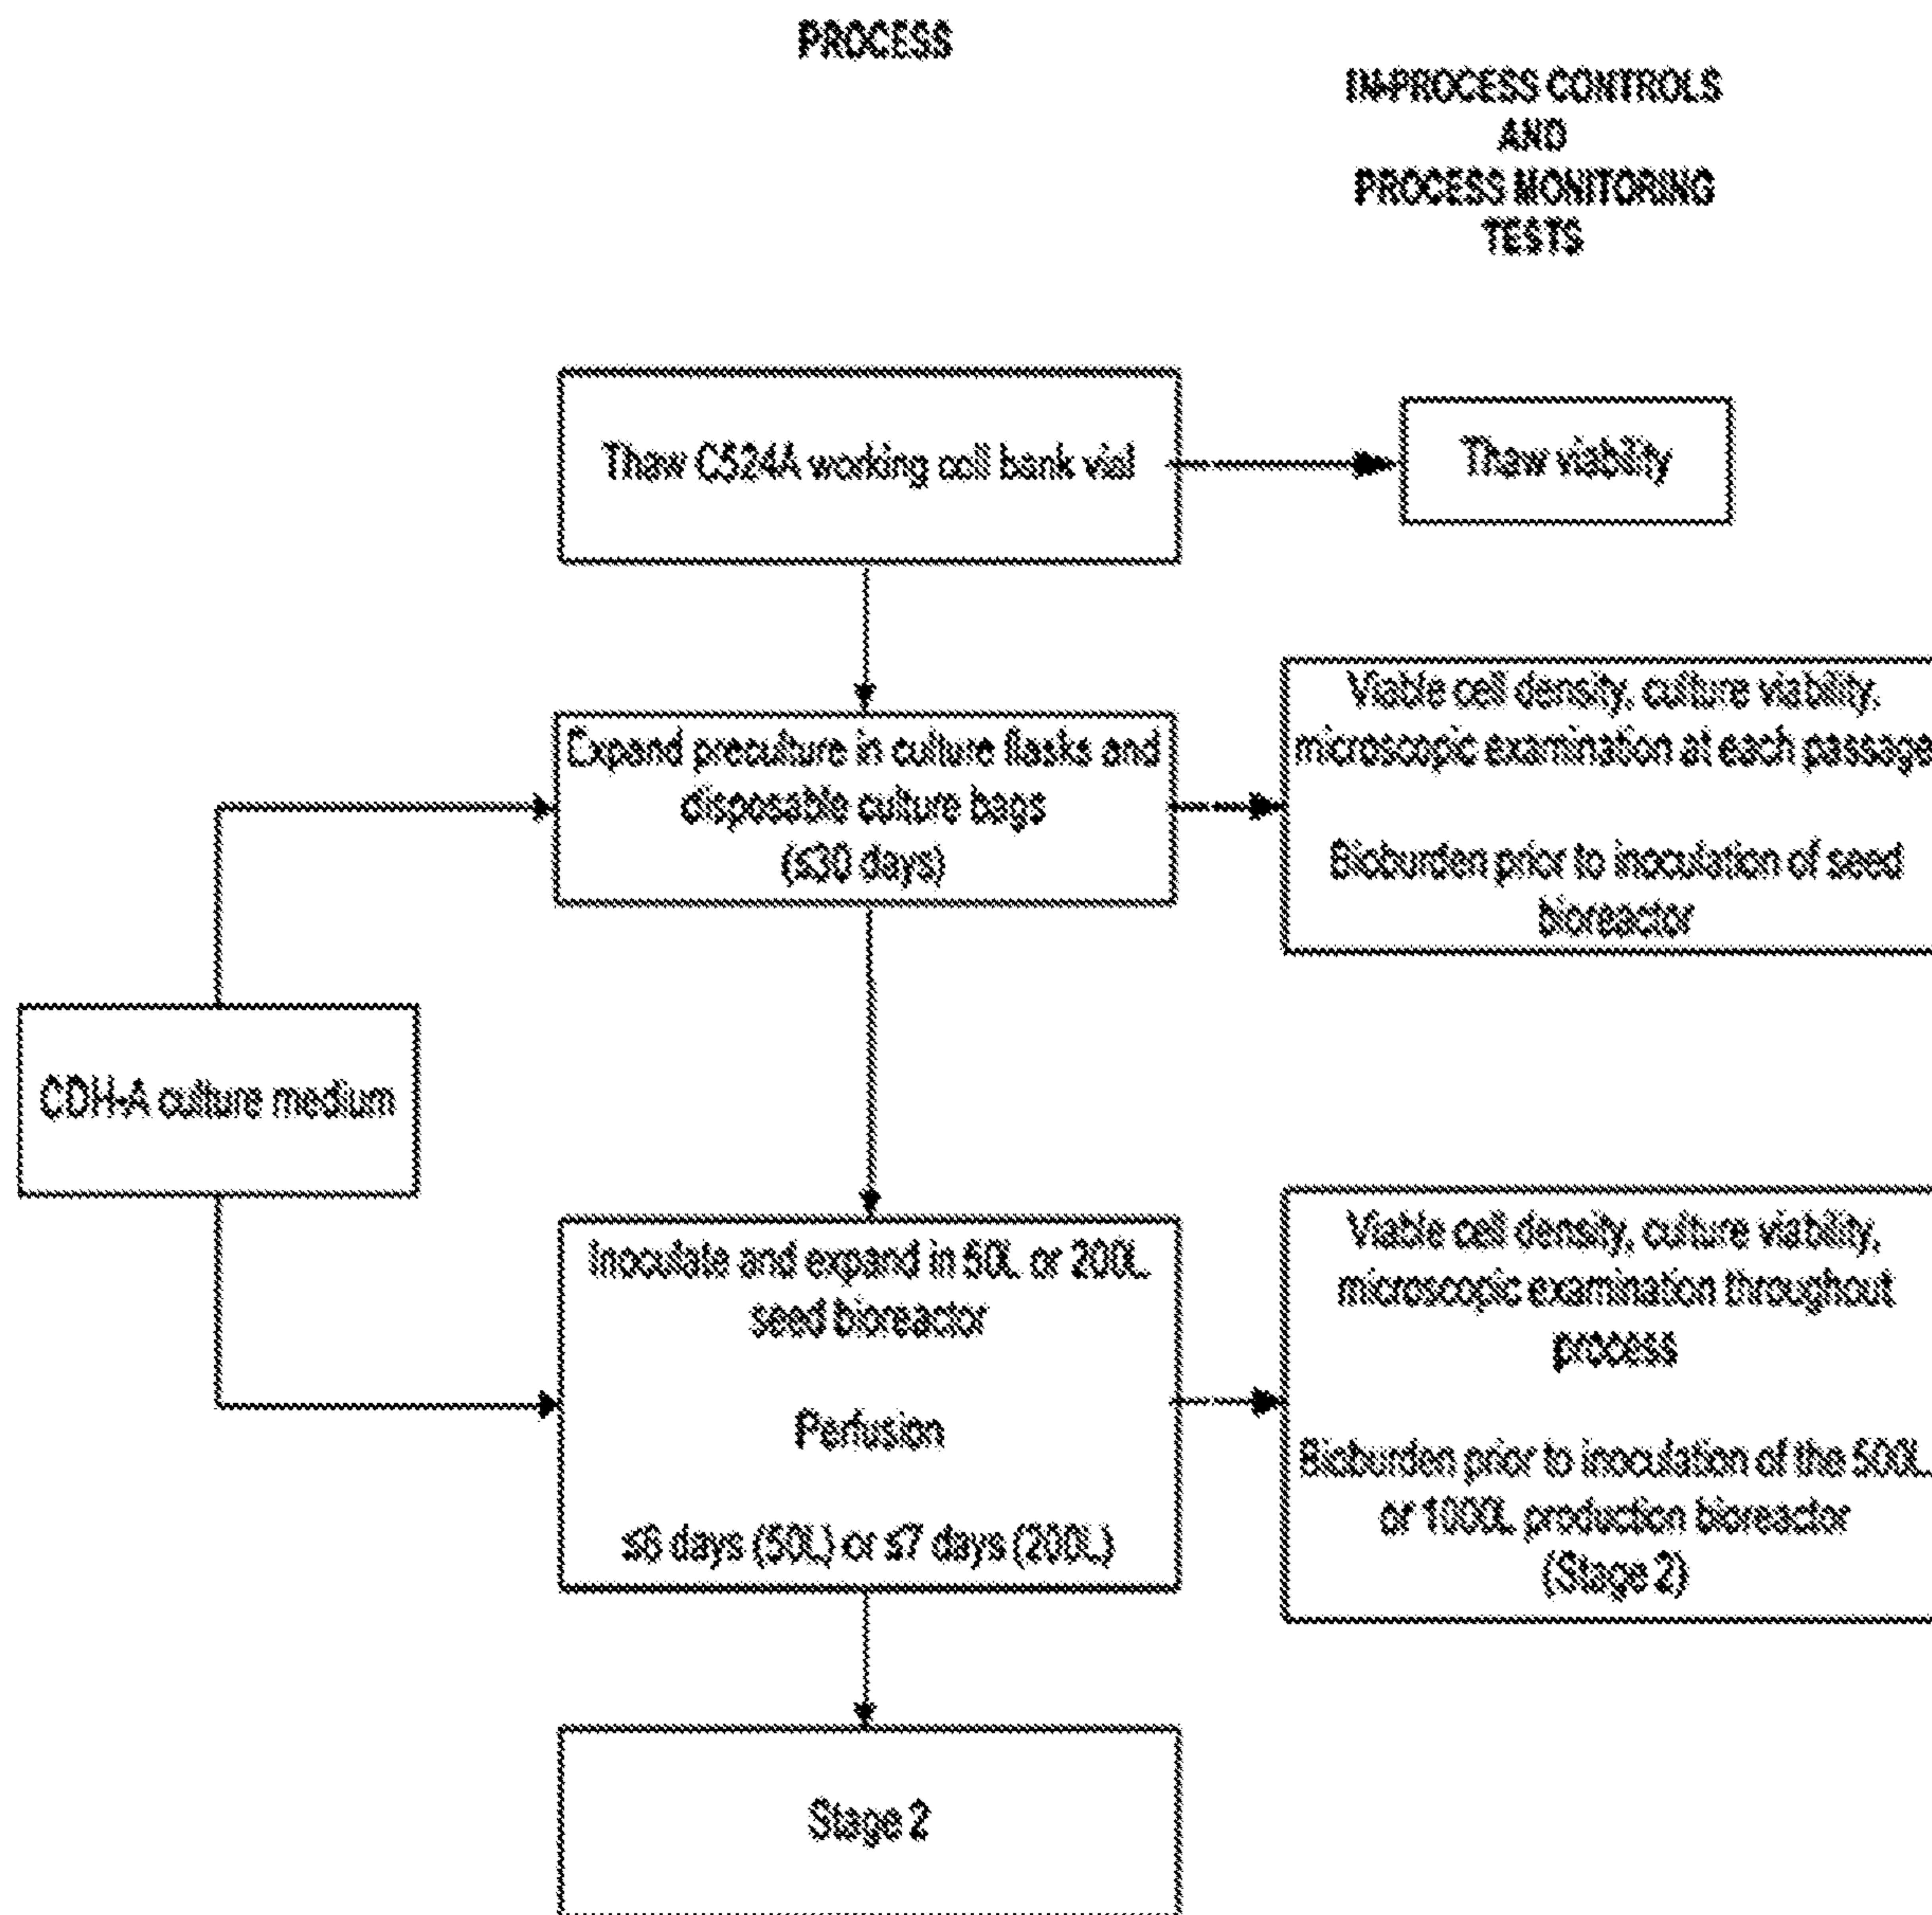 PROCESS
IN-PROCESS CONTROLS
AND
PROCESS MONITORING
TESTS
Thaw C524A working cell bank vial
Thaw viability
Expand preculture in culture flasks and
disposable culture bags
(≤30 days)
Viable cell density, culture viability,
microscopic examination at each passage
Bioburden prior to inoculation of seed
bioreactor
CDH-A culture medium
Inoculate and expand in 50L or 200L
seed bioreactor
Perfusion
≤6 days (50L) or ≤7 days (200L)
Viable cell density, culture viability,
microscopic examination throughout
process
Bioburden prior to inoculation of the 500L
or 1000L production bioreactor
(Stage 2)
Stage 2